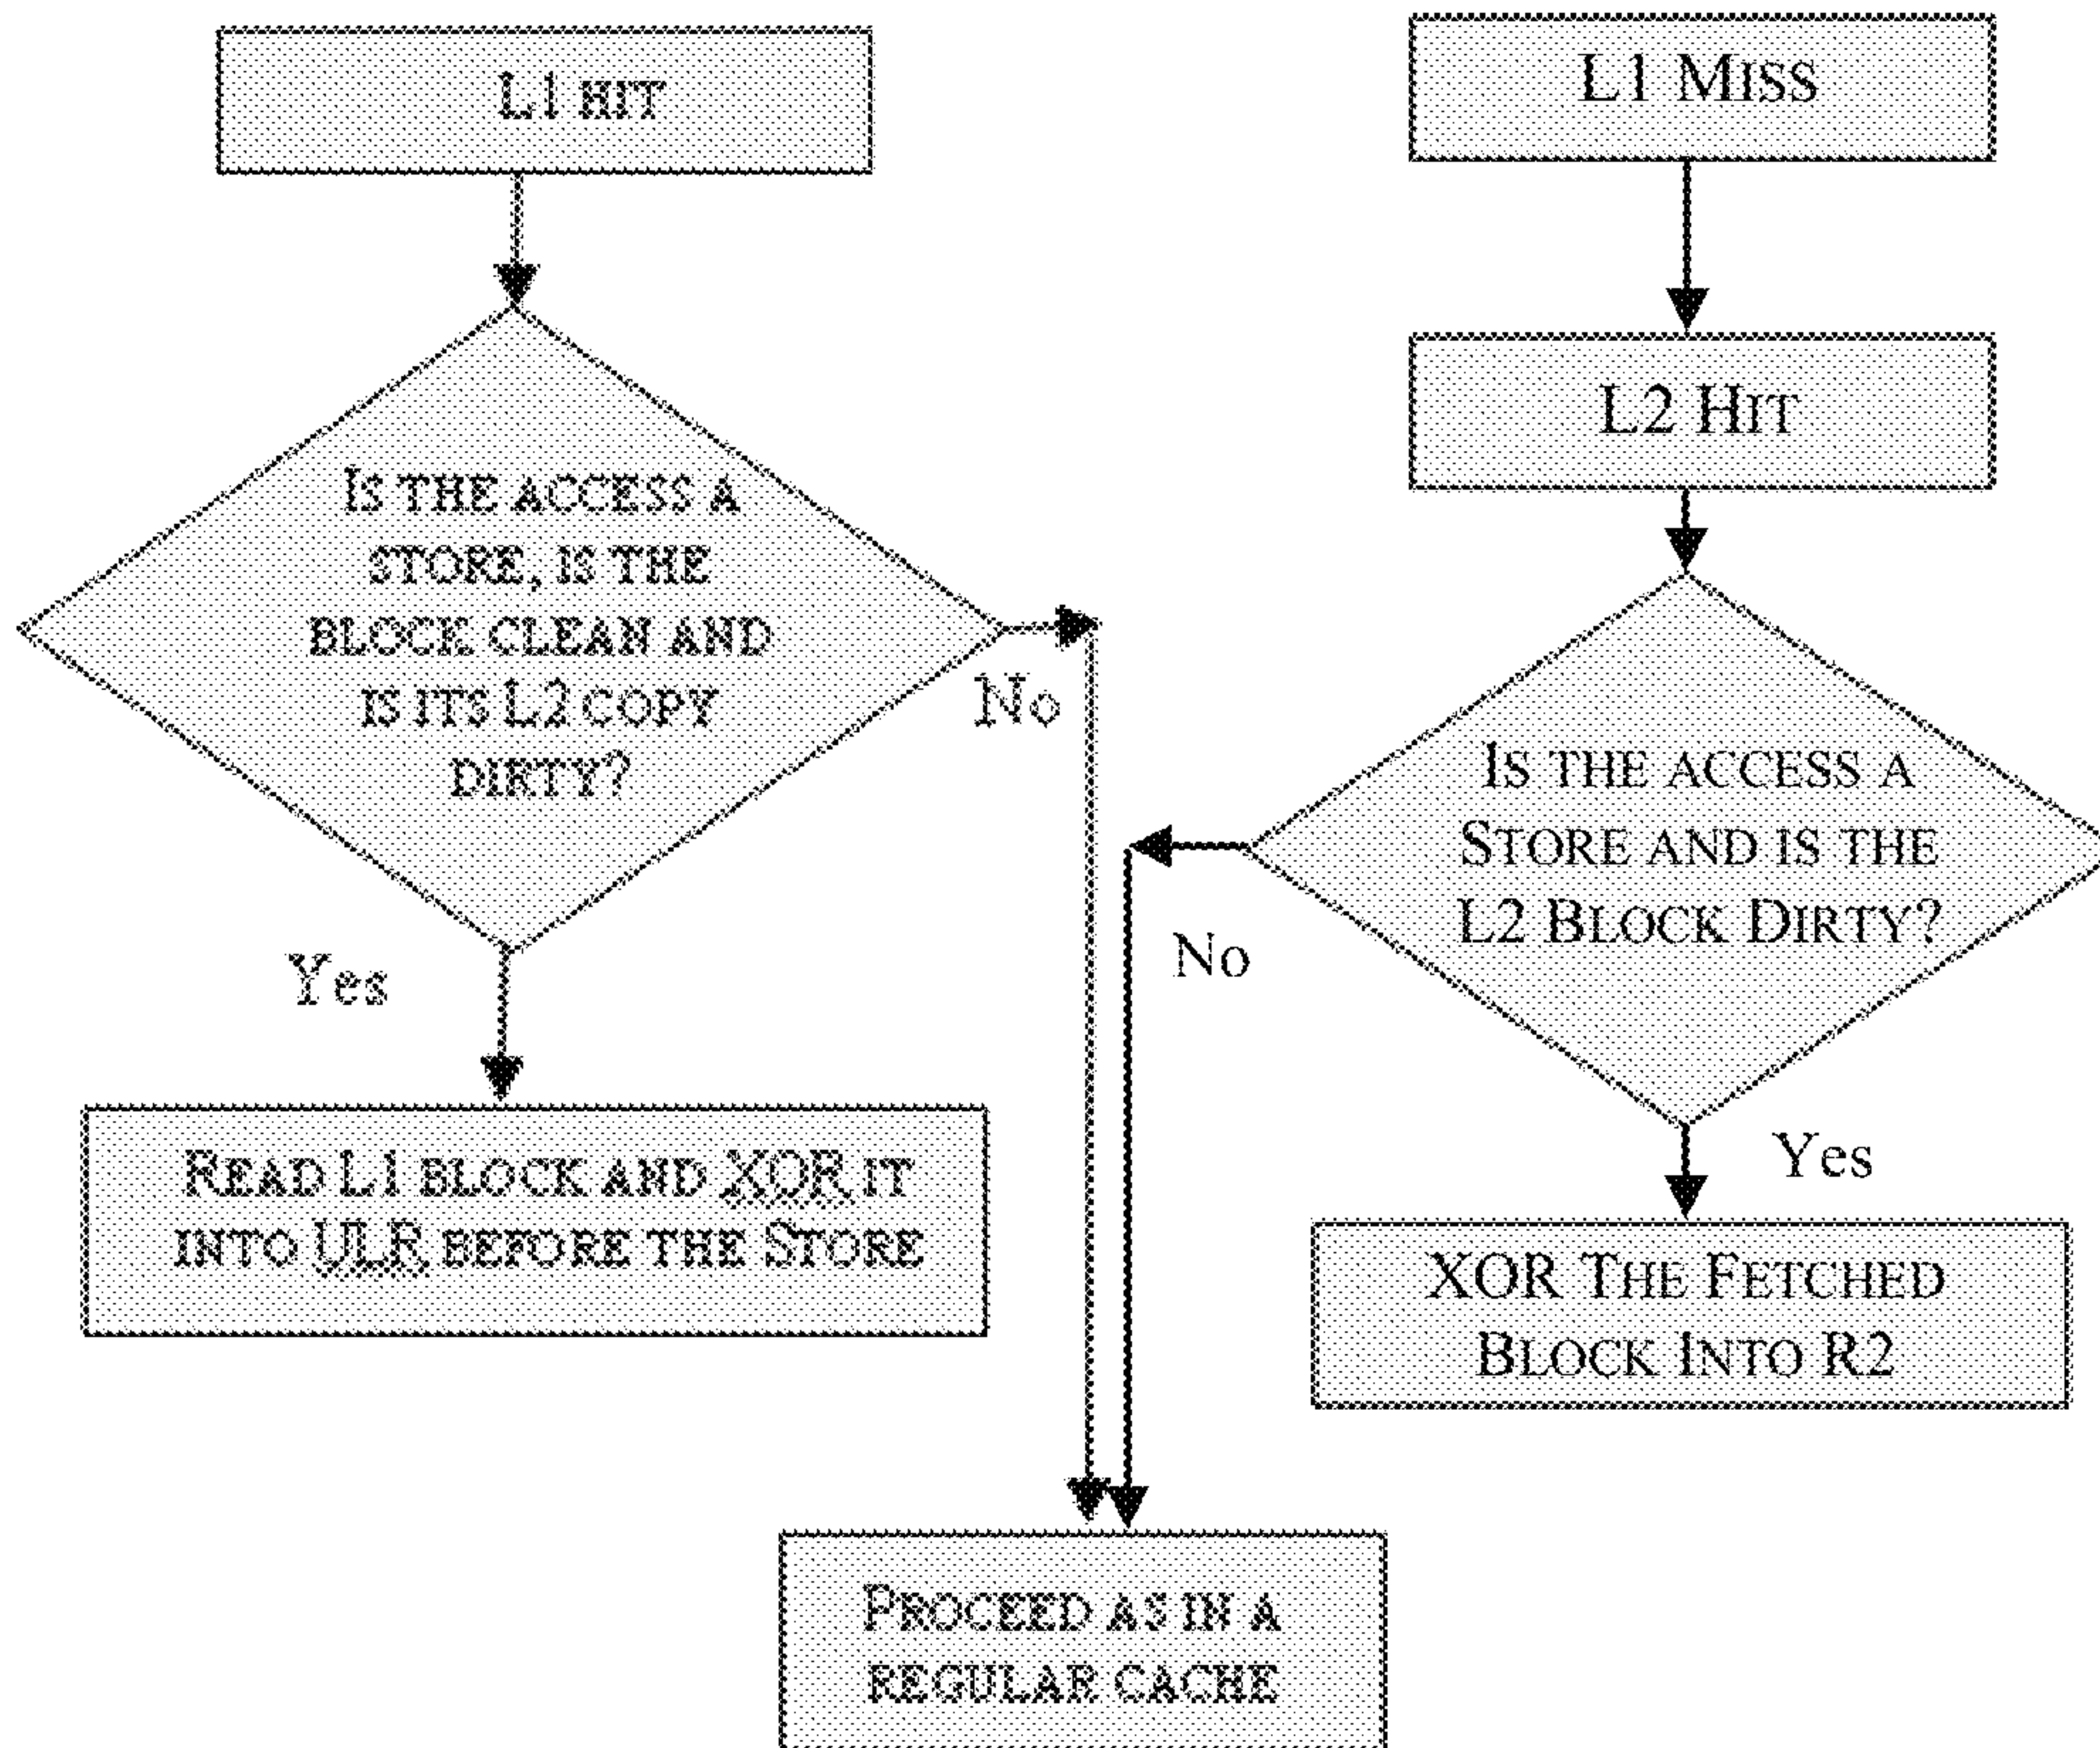 L1 HIT
IS THE ACCESS A
STORE, IS THE
BLOCK CLEAN AND
IS ITS L2 COPY
DIRTY?
No
Yes
READ L1 BLOCK AND XOR IT
INTO ULR BEFORE THE STORE
L1 MISS
L2 HIT
IS THE ACCESS A
STORE AND IS THE
L2 BLOCK DIRTY?
No
Yes
XOR THE FETCHED
BLOCK INTO R2
PROCEED AS IN A
REGULAR CACHE